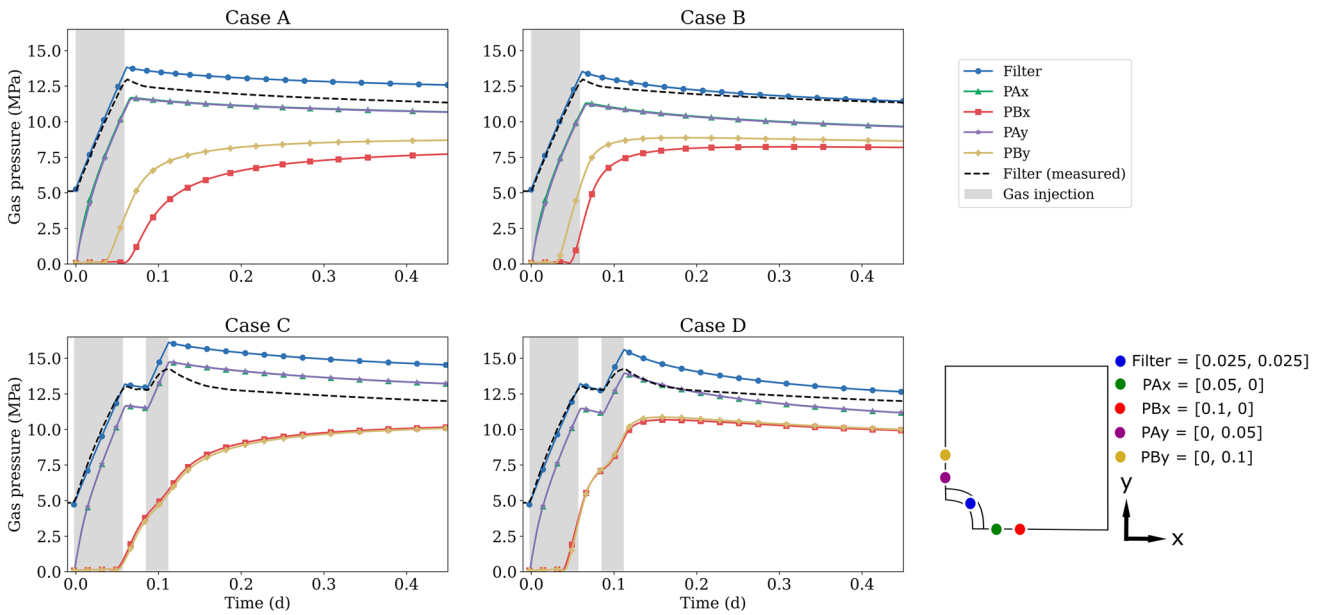 Case A
Case B
Gas pressure (MPa)
15.0
12.5
10.0
7.5
5.0
2.5
0.0
0.0
0.1
0.2
0.3
0.4
Gas pressure (MPa)
15.0
12.5
10.0
7.5
5.0
2.5
0.0
0.0
0.1
0.2
0.3
0.4
Filter
PAx
PBx
PAy
PBy
Filter (measured)
Gas injection
Case C
Case D
Gas pressure (MPa)
15.0
12.5
10.0
7.5
5.0
2.5
0.0
0.0
0.1
0.2
0.3
0.4
Time (d)
Gas pressure (MPa)
15.0
12.5
10.0
7.5
5.0
2.5
0.0
0.0
0.1
0.2
0.3
0.4
Time (d)
Filter = [0.025, 0.025]
PAx = [0.05, 0]
PBx = [0.1, 0]
PAy = [0, 0.05]
PBy = [0, 0.1]
y
x